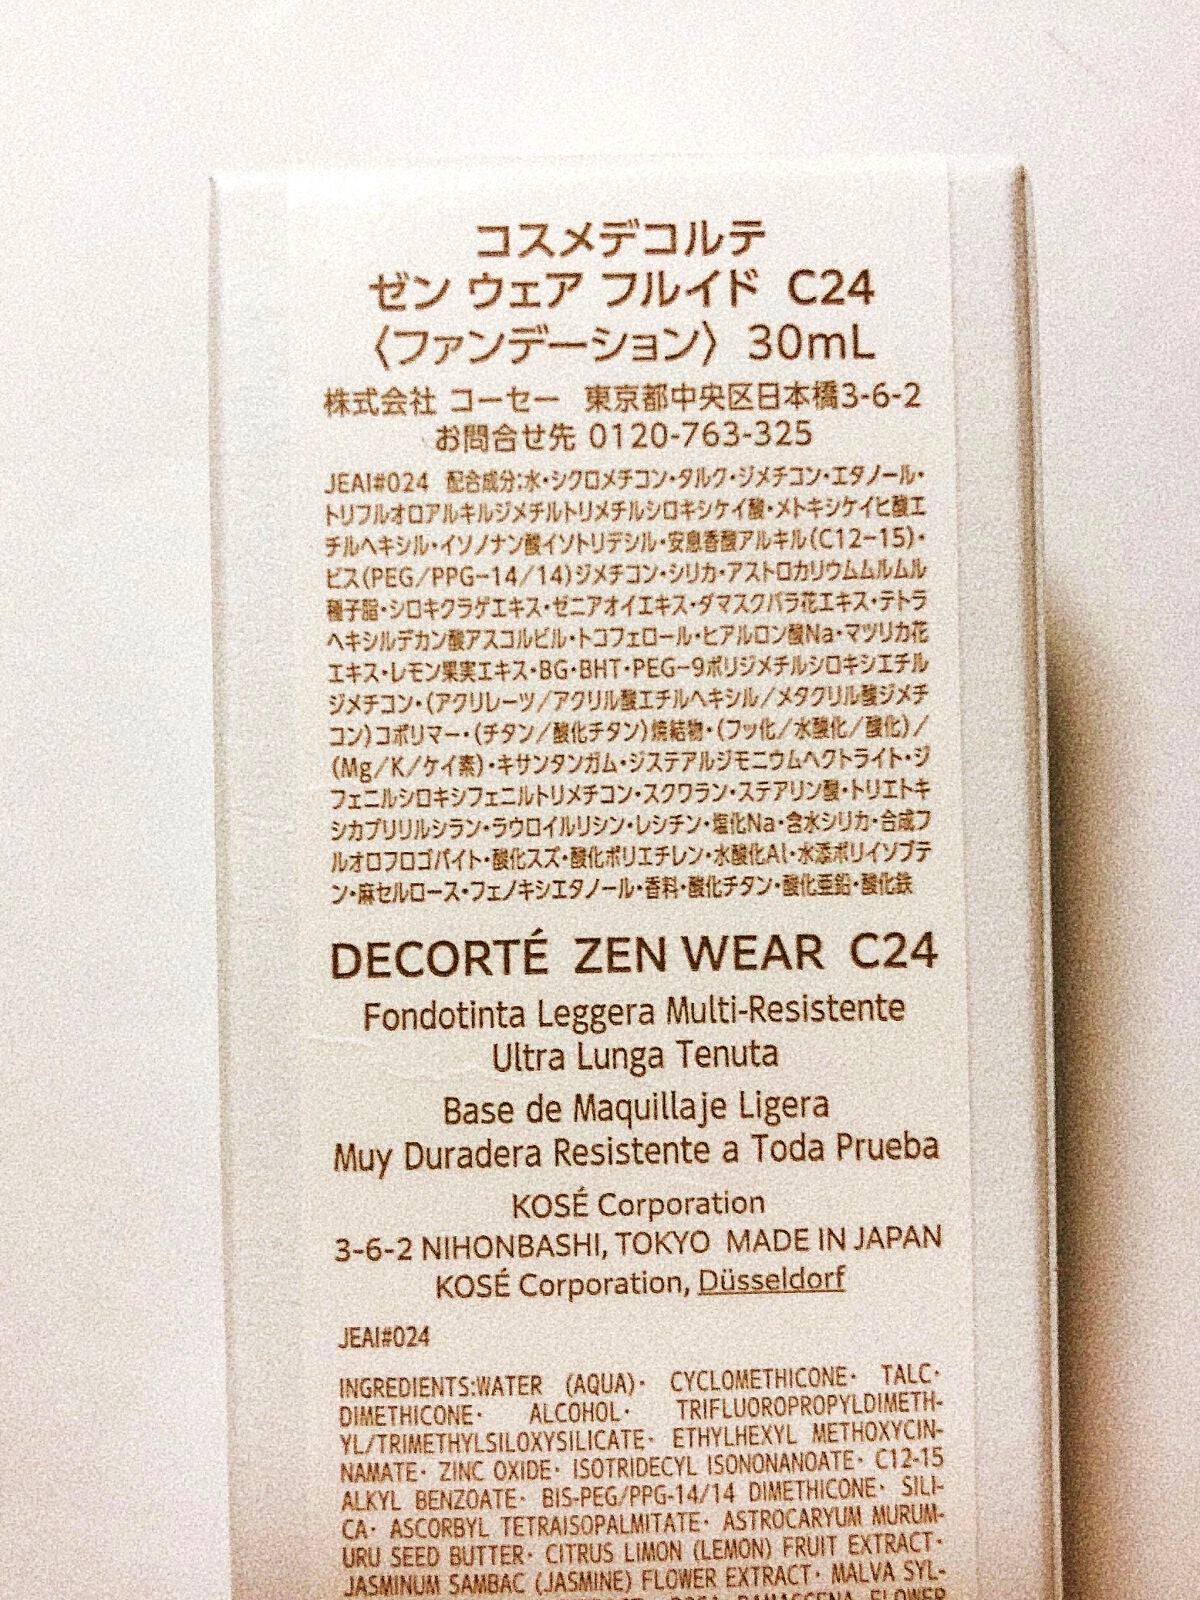 コスメデコルテ
ゼン ウェア フルイド C24
〈ファンデーション〉 30mL
株式会社 コーセー 東京都中央区日本橋3-6-2
お問合せ先 0120-763-325
JEAI#024 配合成分:水・シクロメチコン・タルク・ジメチコン・エタノール・
トリフルオロアルキルジメチルトリメチルシロキシケイ酸・メトキシケイヒ酸エ
チルヘキシル・イソノナン酸イソトリデシル・安息香酸アルキル(C12-15)・
ビス(PEG/PPG-14/14)ジメチコン・シリカ・アストロカリウムムルムル
種子脂・シロキクラゲエキス・ゼニアオイエキス・ダマスクバラ花エキス・テトラ
ヘキシルデカン酸アスコルビル・トコフェロール・ヒアルロン酸Na・マツリカ花
エキス・レモン果実エキス・BG・BHT・PEG-9ポリジメチルシロキシエチル
ジメチコン・(アクリレーツ/アクリル酸エチルヘキシル/メタクリル酸ジメチ
コン)コポリマー・(チタン/酸化チタン)焼結物・(フッ化/水酸化/酸化)/
(Mg/K/ケイ素)・キサンタンガム・ジステアルジモニウムヘクトライト・ジ
フェニルシロキシフェニルトリメチコン・スクワラン・ステアリン酸・トリエトキ
シカプリリルシラン・ラウロイルリシン・レシチン・塩化Na・含水シリカ・合成フ
ルオロフロゴパイト・酸化スズ・酸化ポリエチレン・水酸化Al・水添ポリイソブテ
ン・麻セルロース・フェノキシエタノール・香料・酸化チタン・酸化亜鉛・酸化鉄
DECORTÉ ZEN WEAR C24
Fondotinta Leggera Multi-Resistente
Ultra Lunga Tenuta
Base de Maquillaje Ligera
Muy Duradera Resistente a Toda Prueba
KOSÉ Corporation
3-6-2 NIHONBASHI, TOKYO MADE IN JAPAN
KOSÉ Corporation, Düsseldorf
JEAI#024
INGREDIENTS:WATER (AQUA)· CYCLOMETHICONE· TALC·
DIMETHICONE· ALCOHOL· TRIFLUOROPROPYLDIMETH-
YL/TRIMETHYLSILOXYSILICATE· ETHYLHEXYL METHOXYCIN-
NAMATE· ZINC OXIDE· ISOTRIDECYL ISONONANOATE· C12-15
ALKYL BENZOATE· BIS-PEG/PPG-14/14 DIMETHICONE· SILI-
CA· ASCORBYL TETRAISOPALMITATE· ASTROCARYUM MURUM-
URU SEED BUTTER· CITRUS LIMON (LEMON) FRUIT EXTRACT·
JASMINUM SAMBAC (JASMINE) FLOWER EXTRACT· MALVA SYL-